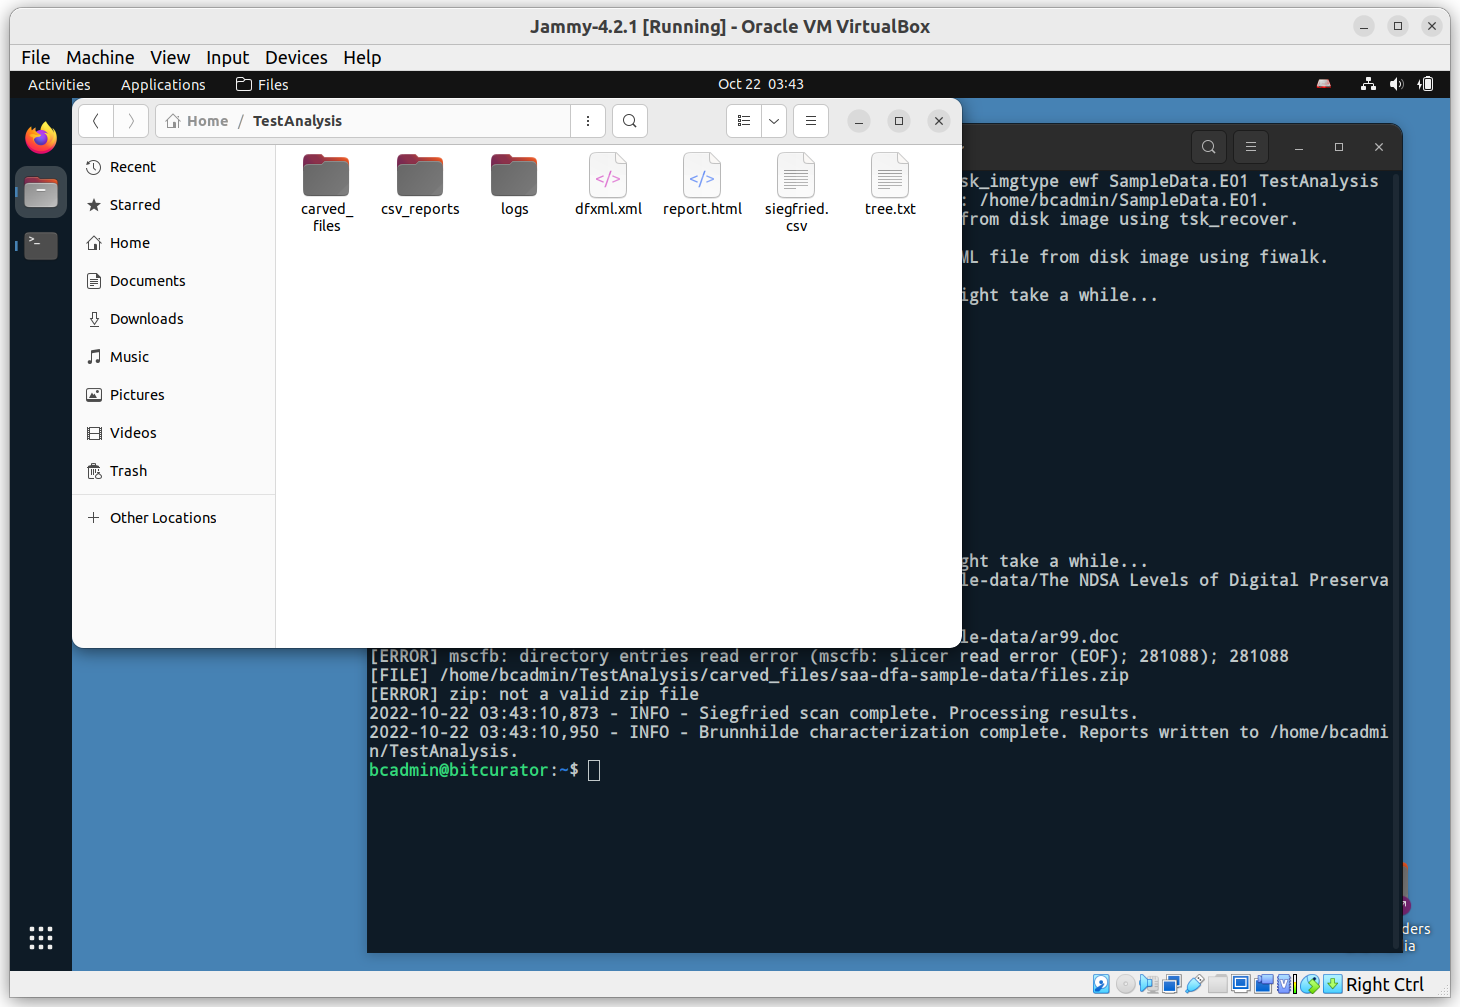 Jammy-4.2.1 [Running] - Oracle VM VirtualBox
File Machine View Input Devices Help
Activities Applications Files Oct 22 03:43
Home / TestAnalysis
Recent
Starred
Home
Documents
Downloads
Music
Pictures
Videos
Trash
Other Locations
carved_
files
csv_reports
logs
dfxml.xml
report.html
siegfried.
csv
tree.txt
sk_imgtype ewf SampleData.E01 TestAnalysis
: /home/bcadmin/SampleData.E01.
from disk image using tsk_recover.
ML file from disk image using fiwalk.
ight take a while...
ght take a while...
le-data/The NDSA Levels of Digital Preserva
le-data/ar99.doc
[ERROR] mscfb: directory entries read error (mscfb: slicer read error (EOF); 281088); 281088
[FILE] /home/bcadmin/TestAnalysis/carved_files/saa-dfa-sample-data/files.zip
[ERROR] zip: not a valid zip file
2022-10-22 03:43:10,873 - INFO - Siegfried scan complete. Processing results.
2022-10-22 03:43:10,950 - INFO - Brunnhilde characterization complete. Reports written to /home/bcadmi
n/TestAnalysis.
bcadmin@bitcurator:~$
ders
ia
Right Ctrl